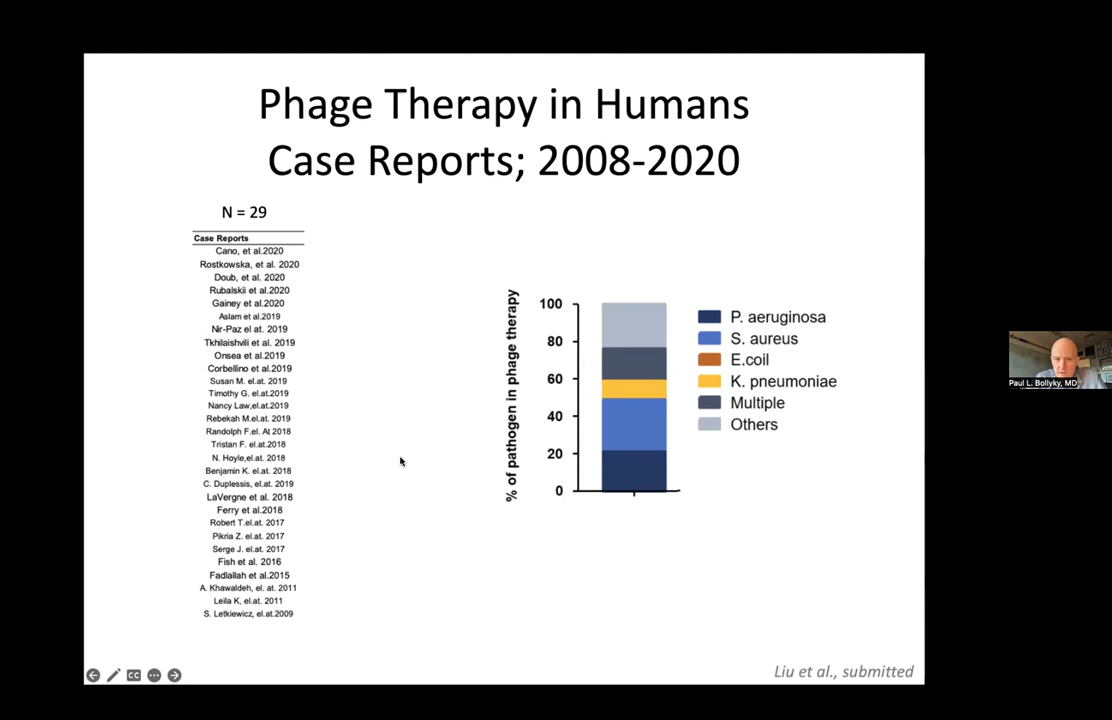 Phage Therapy in Humans
Case Reports; 2008-2020
N = 29
Case Reports
Cano, et al.2020
Rostkowska, et al. 2020
Doub, et al. 2020
Rubalskii et al.2020
Gainey et al.2020
Aslam et al.2019
Nir-Paz el at. 2019
Tkhilaishvili et al. 2019
Onsea et al.2019
Corbellino et al.2019
Susan M. el.at. 2019
Timothy G. el.at.2019
Nancy Law,el.at.2019
Rebekah M.el.at. 2019
Randolph F.el. At 2018
Tristan F. el.at.2018
N. Hoyle,el.at. 2018
Benjamin K. el.at. 2018
C. Duplessis, el.at. 2019
LaVergne et al. 2018
Ferry et al.2018
Robert T.el.at. 2017
Pikria Z. el.at. 2017
Serge J. el.at. 2017
Fish et al. 2016
Fadlallah et al.2015
A. Khawaldeh, el. at. 2011
Leila K, el.at. 2011
S. Letkiewicz, el.at.2009
% of pathogen in phage therapy
100
80
60
40
20
0
P. aeruginosa
S. aureus
E.coil
K. pneumoniae
Multiple
Others
Paul L. Bollyky, MD
CC
Liu et al., submitted